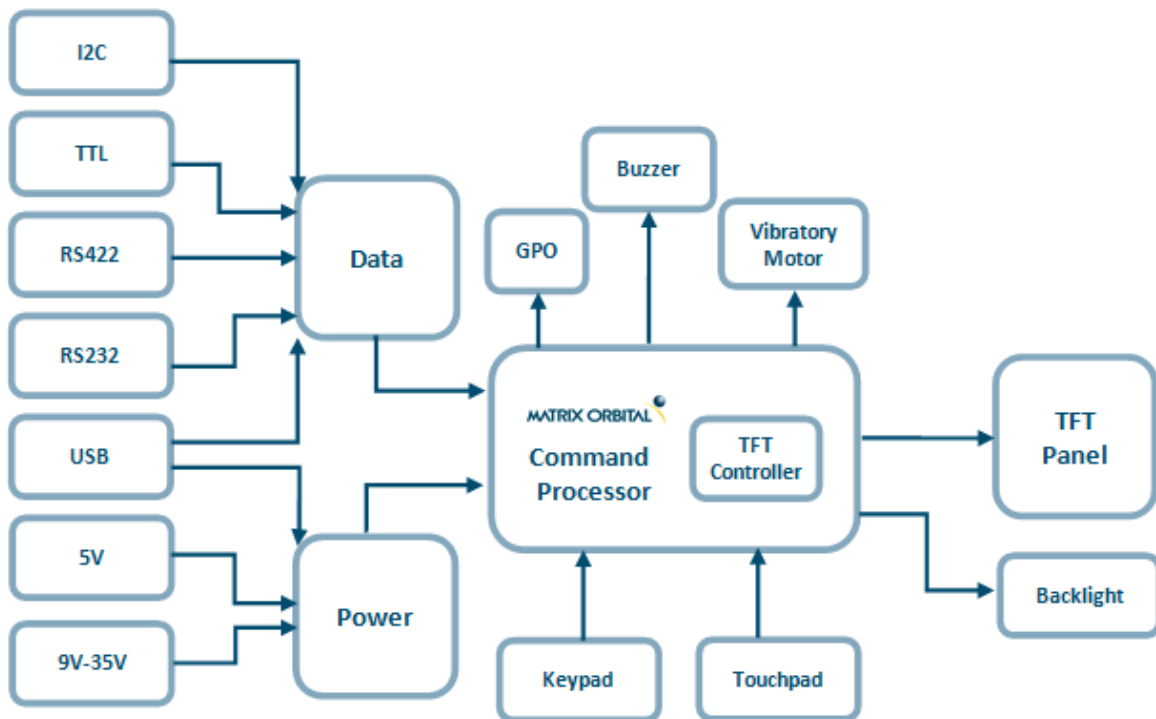 I2C
TTL
RS422
RS232
USB
5V
9V-35V
Data
Power
GPO
Buzzer
Vibratory
Motor
MATRIX ORBITAL
Command
Processor
TFT
Controller
Keypad
Touchpad
TFT
Panel
Backlight